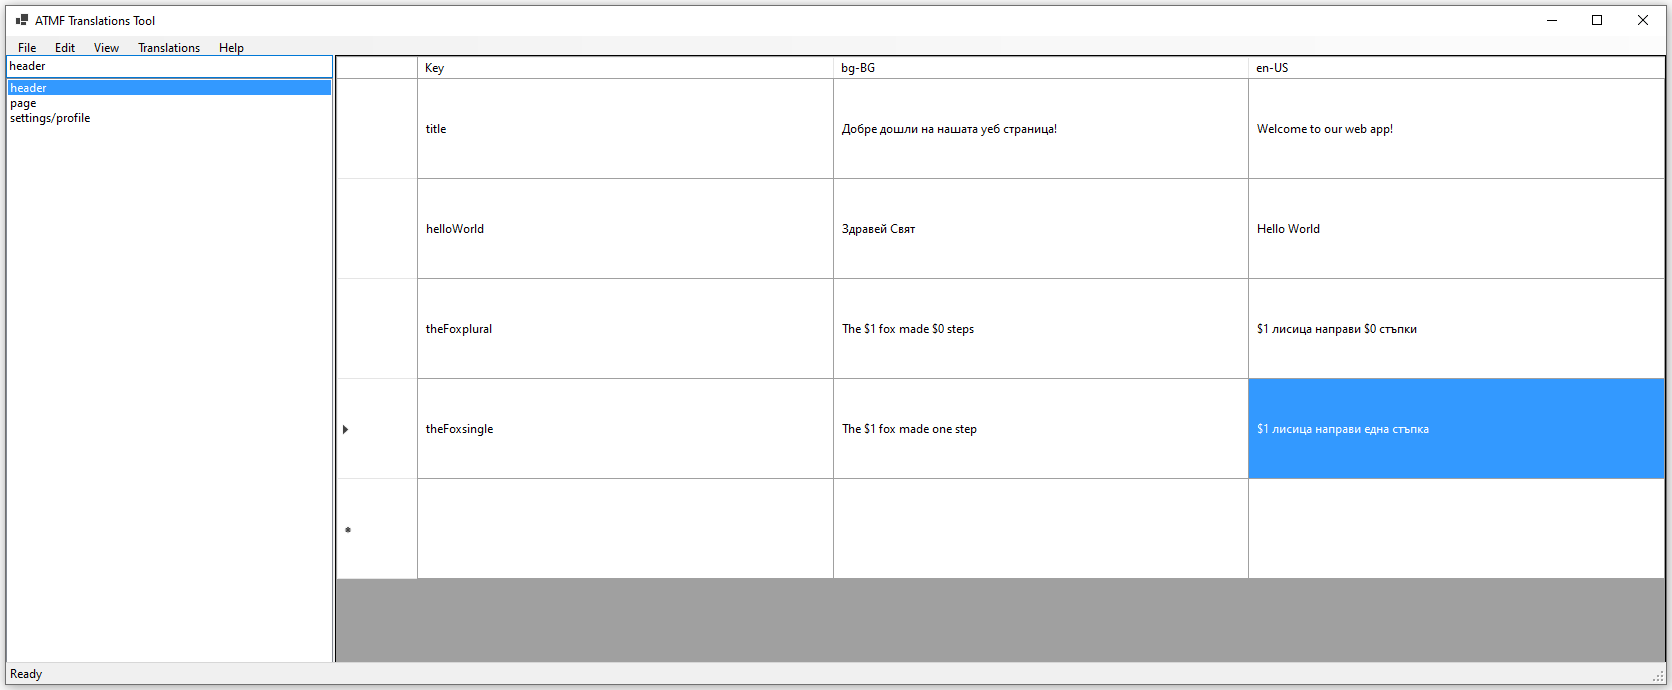 ATMF Translations Tool
File Edit View Translations Help
header
header
page
settings/profile
Key bg-BG en-US
title Добре дошли на нашата уеб страница! Welcome to our web app!
helloWorld Здравей Свят Hello World
theFoxplural The $1 fox made $0 steps $1 лисица направи $0 стъпки
theFoxsingle The $1 fox made one step $1 лисица направи една стъпка
Ready